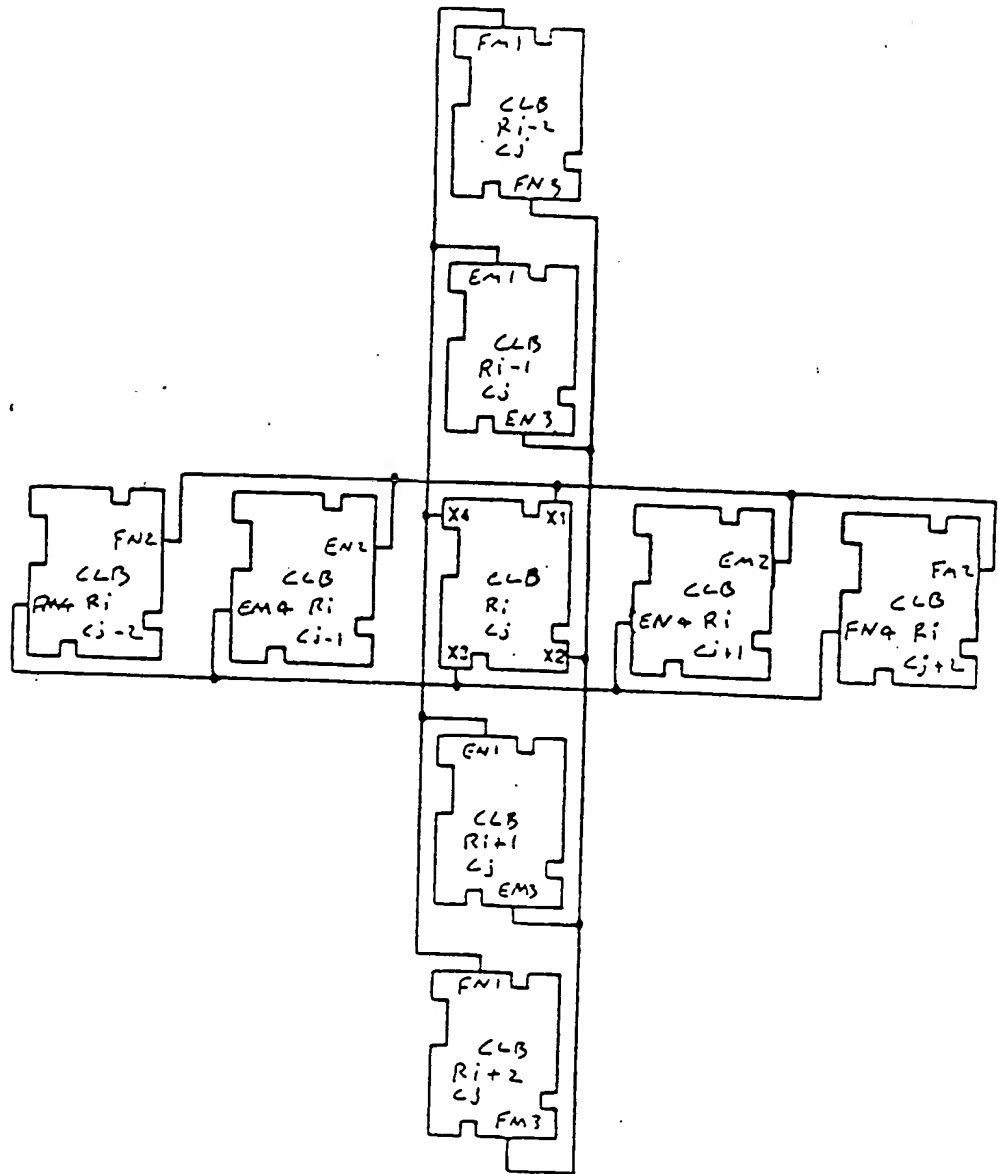 FM1
CLB
Ri-2
Cj
FN3
EM1
CLB
Ri-1
Cj
EN3
FN2
CLB
FM4 Ri
Cj-2
EN2
CLB
EM4 Ri
Cj-1
X4 X1
CLB
Ri
Cj
X3 X2
EM2
CLB
EN4 Ri
Cj+1
FM2
CLB
FN4 Ri
Cj+2
EN1
CLB
Ri+1
Cj
EM3
FN1
CLB
Ri+2
Cj
FM3